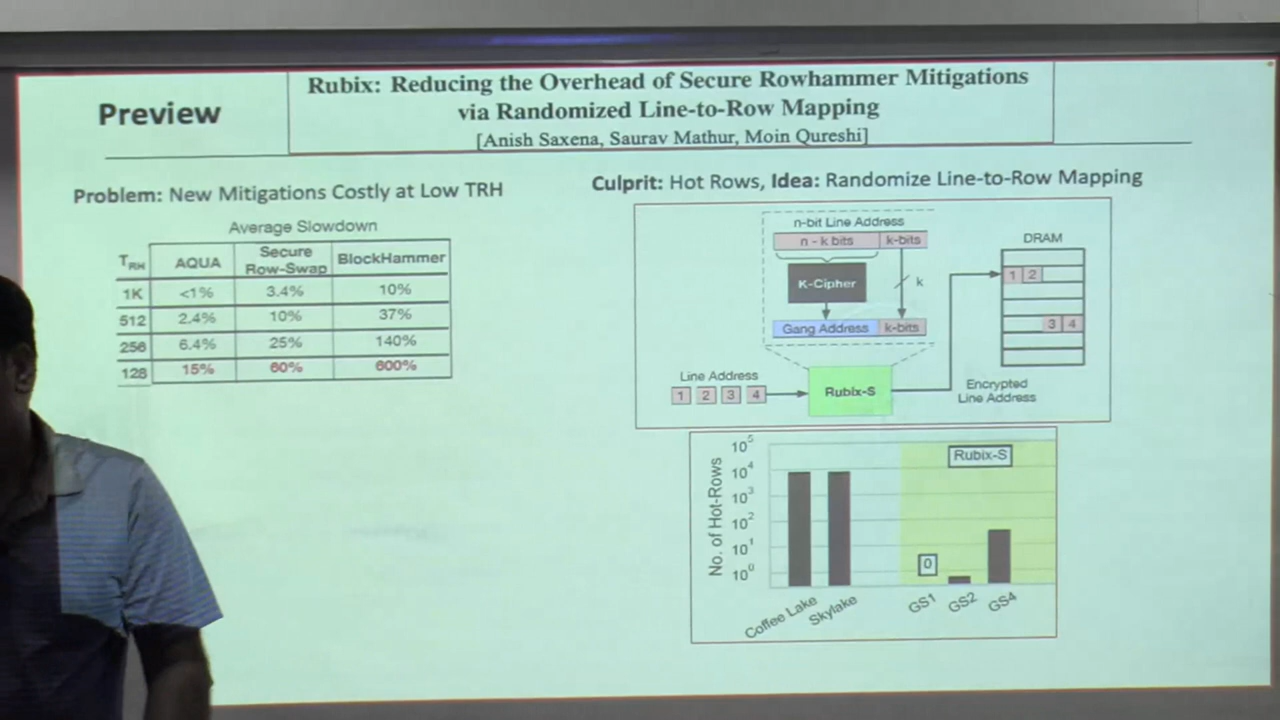 Preview
Rubix: Reducing the Overhead of Secure Rowhammer Mitigations
via Randomized Line-to-Row Mapping
[Anish Saxena, Saurav Mathur, Moin Qureshi]
Problem: New Mitigations Costly at Low TRH
Average Slowdown
TRH AQUA Secure Row-Swap BlockHammer
1K <1% 3.4% 10%
512 2.4% 10% 37%
256 6.4% 25% 140%
128 15% 60% 600%
Culprit: Hot Rows, Idea: Randomize Line-to-Row Mapping
n-bit Line Address
n - k bits k-bits
K-Cipher
k
Gang Address k-bits
DRAM
1 2
3 4
Line Address
1 2 3 4
Rubix-S
Encrypted
Line Address
No. of Hot-Rows
10^5
10^4
10^3
10^2
10^1
10^0
Rubix-S
0
Coffee Lake Skylake GS1 GS2 GS4